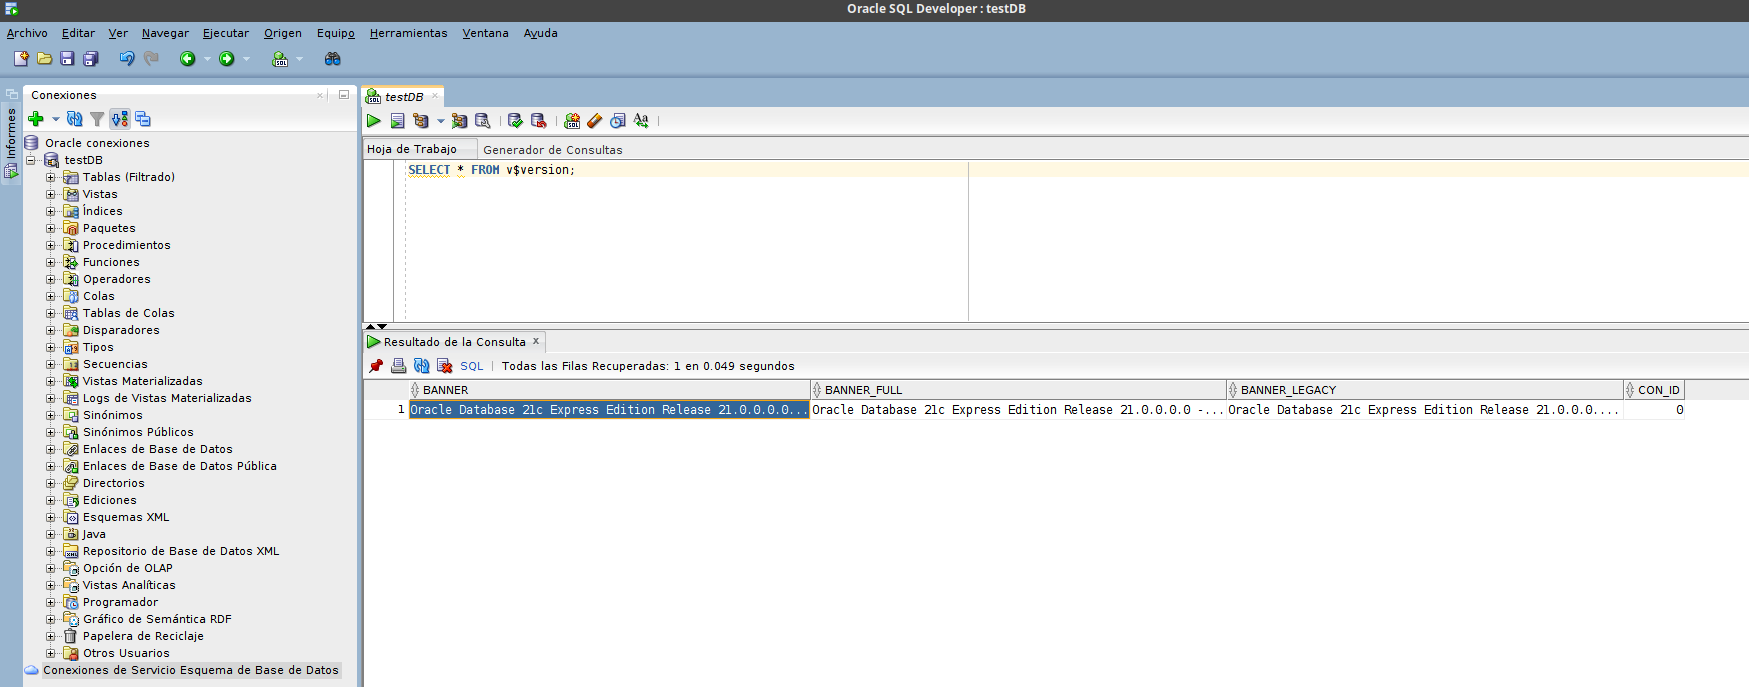 Oracle SQL Developer : testDB
Archivo Editar Ver Navegar Ejecutar Origen Equipo Herramientas Ventana Ayuda
Informes
Conexiones
Oracle conexiones
testDB
Tablas (Filtrado)
Vistas
Índices
Paquetes
Procedimientos
Funciones
Operadores
Colas
Tablas de Colas
Disparadores
Tipos
Secuencias
Vistas Materializadas
Logs de Vistas Materializadas
Sinónimos
Sinónimos Públicos
Enlaces de Base de Datos
Enlaces de Base de Datos Pública
Directorios
Ediciones
Esquemas XML
Java
Repositorio de Base de Datos XML
Opción de OLAP
Vistas Analíticas
Programador
Gráfico de Semántica RDF
Papelera de Reciclaje
Otros Usuarios
Conexiones de Servicio Esquema de Base de Datos
testDB
Hoja de Trabajo Generador de Consultas
SELECT * FROM v$version;
Resultado de la Consulta x
SQL | Todas las Filas Recuperadas: 1 en 0.049 segundos
BANNER BANNER_FULL BANNER_LEGACY CON_ID
1 Oracle Database 21c Express Edition Release 21.0.0.0.0... Oracle Database 21c Express Edition Release 21.0.0.0.0 -... Oracle Database 21c Express Edition Release 21.0.0.0.... 0